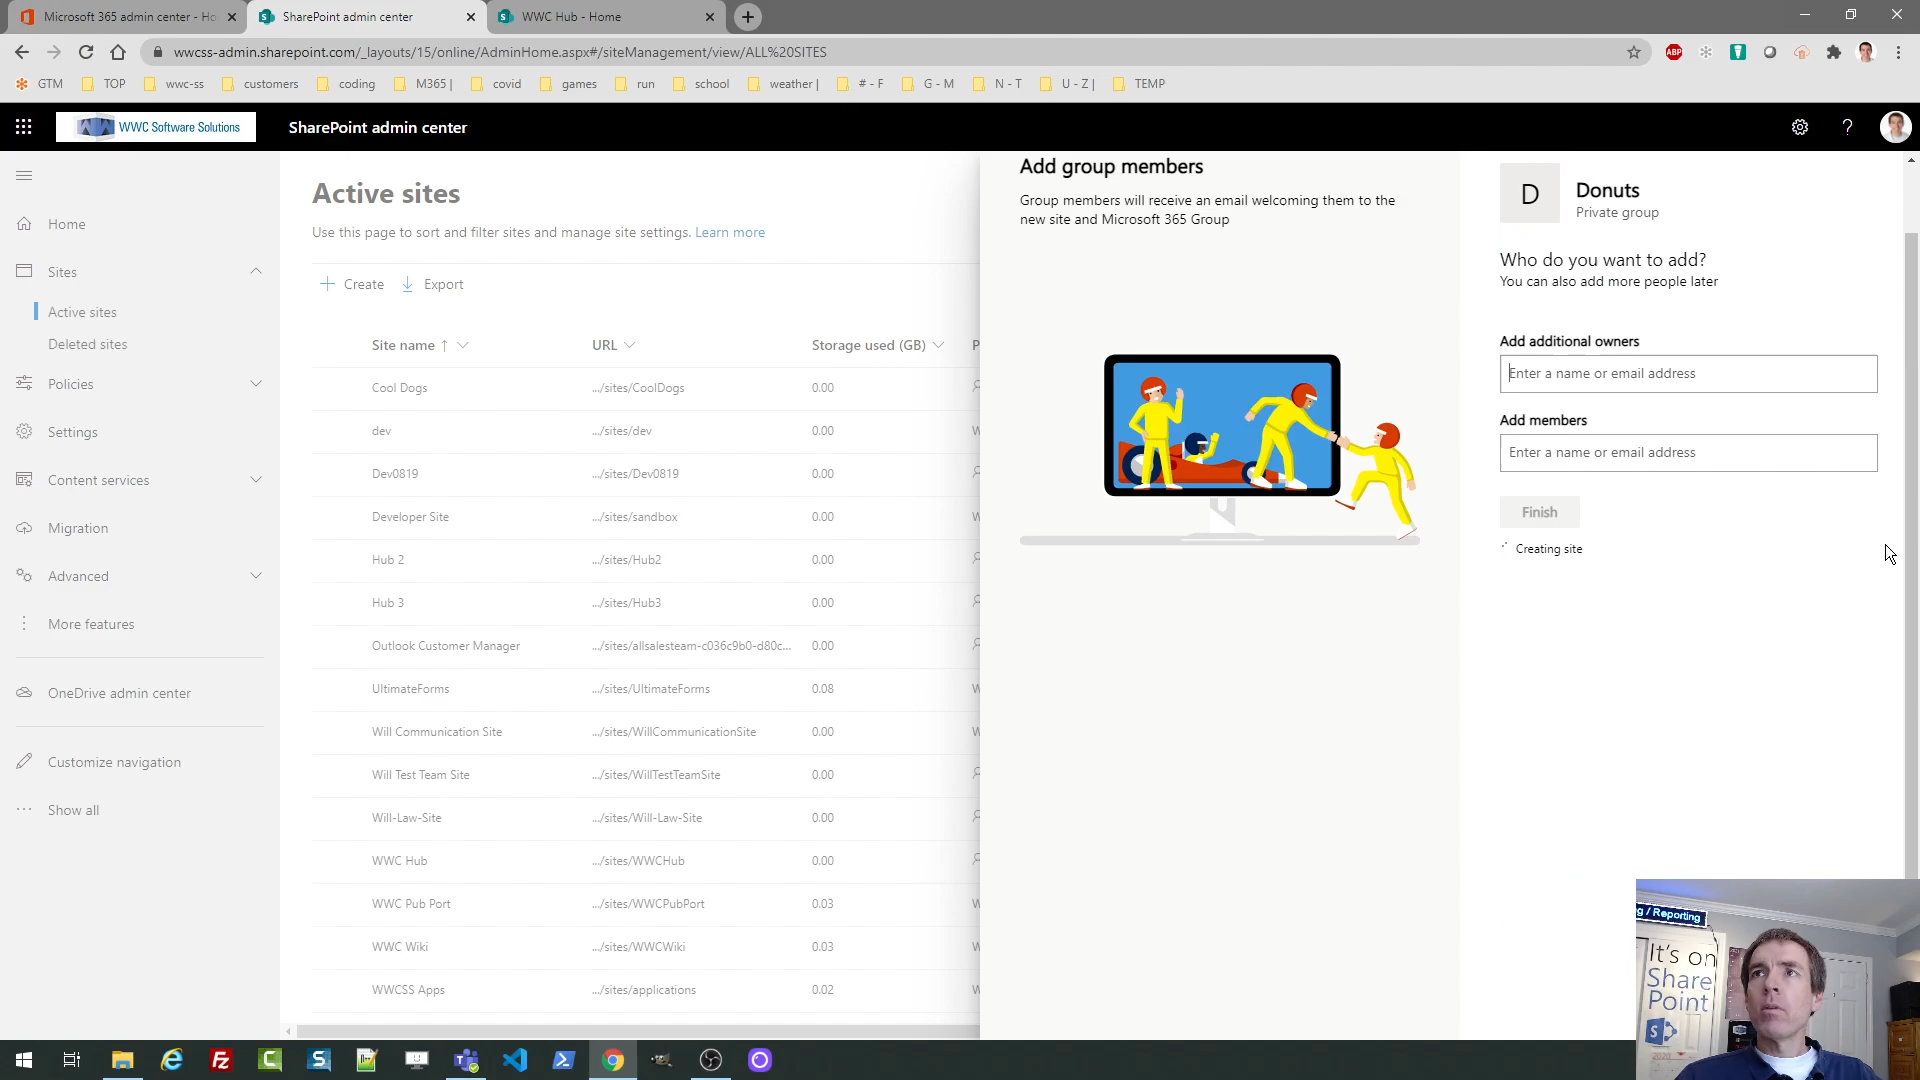 Microsoft 365 admin center - Ho
SharePoint admin center
WWC Hub - Home
wwcss-admin.sharepoint.com/_layouts/15/online/AdminHome.aspx#/siteManagement/view/ALL%20SITES
ABP
GTM
TOP
wwc-ss
customers
coding
M365 |
covid
games
run
school
weather |
# - F
G - M
N - T
U - Z |
TEMP
WWC Software Solutions
SharePoint admin center
?
Home
Sites
Active sites
Deleted sites
Policies
Settings
Content services
Migration
Advanced
More features
OneDrive admin center
Customize navigation
Show all
Active sites
Use this page to sort and filter sites and manage site settings. Learn more
Create
Export
Site name ↑ URL Storage used (GB) P
Cool Dogs .../sites/CoolDogs 0.00
dev .../sites/dev 0.00 W
Dev0819 .../sites/Dev0819 0.00
Developer Site .../sites/sandbox 0.00 W
Hub 2 .../sites/Hub2 0.00
Hub 3 .../sites/Hub3 0.00
Outlook Customer Manager .../sites/allsalesteam-c036c9b0-d80c... 0.00
UltimateForms .../sites/UltimateForms 0.08 W
Will Communication Site .../sites/WillCommunicationSite 0.00 W
Will Test Team Site .../sites/WillTestTeamSite 0.00
Will-Law-Site .../sites/Will-Law-Site 0.00
WWC Hub .../sites/WWCHub 0.00
WWC Pub Port .../sites/WWCPubPort 0.03 W
WWC Wiki .../sites/WWCWiki 0.03 W
WWCSS Apps .../sites/applications 0.02 W
Add group members
Group members will receive an email welcoming them to the
new site and Microsoft 365 Group
D
Donuts
Private group
Who do you want to add?
You can also add more people later
Add additional owners
Enter a name or email address
Add members
Enter a name or email address
Finish
Creating site
g / Reporting
It's on
Share
Point
S
2020